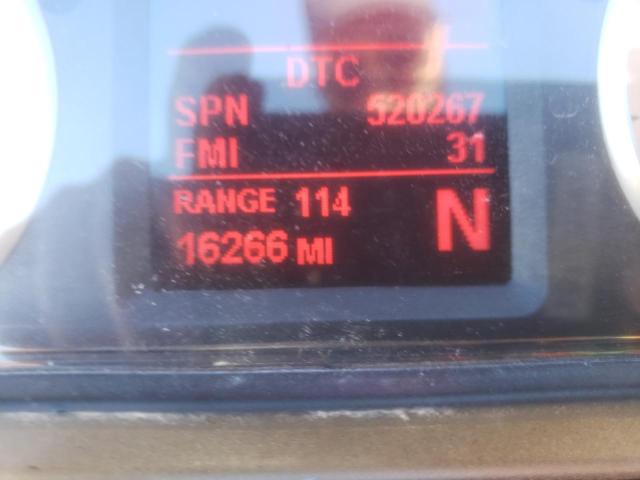 DTC
SPN 520267
FMI 31
RANGE 114 N
16266 MI